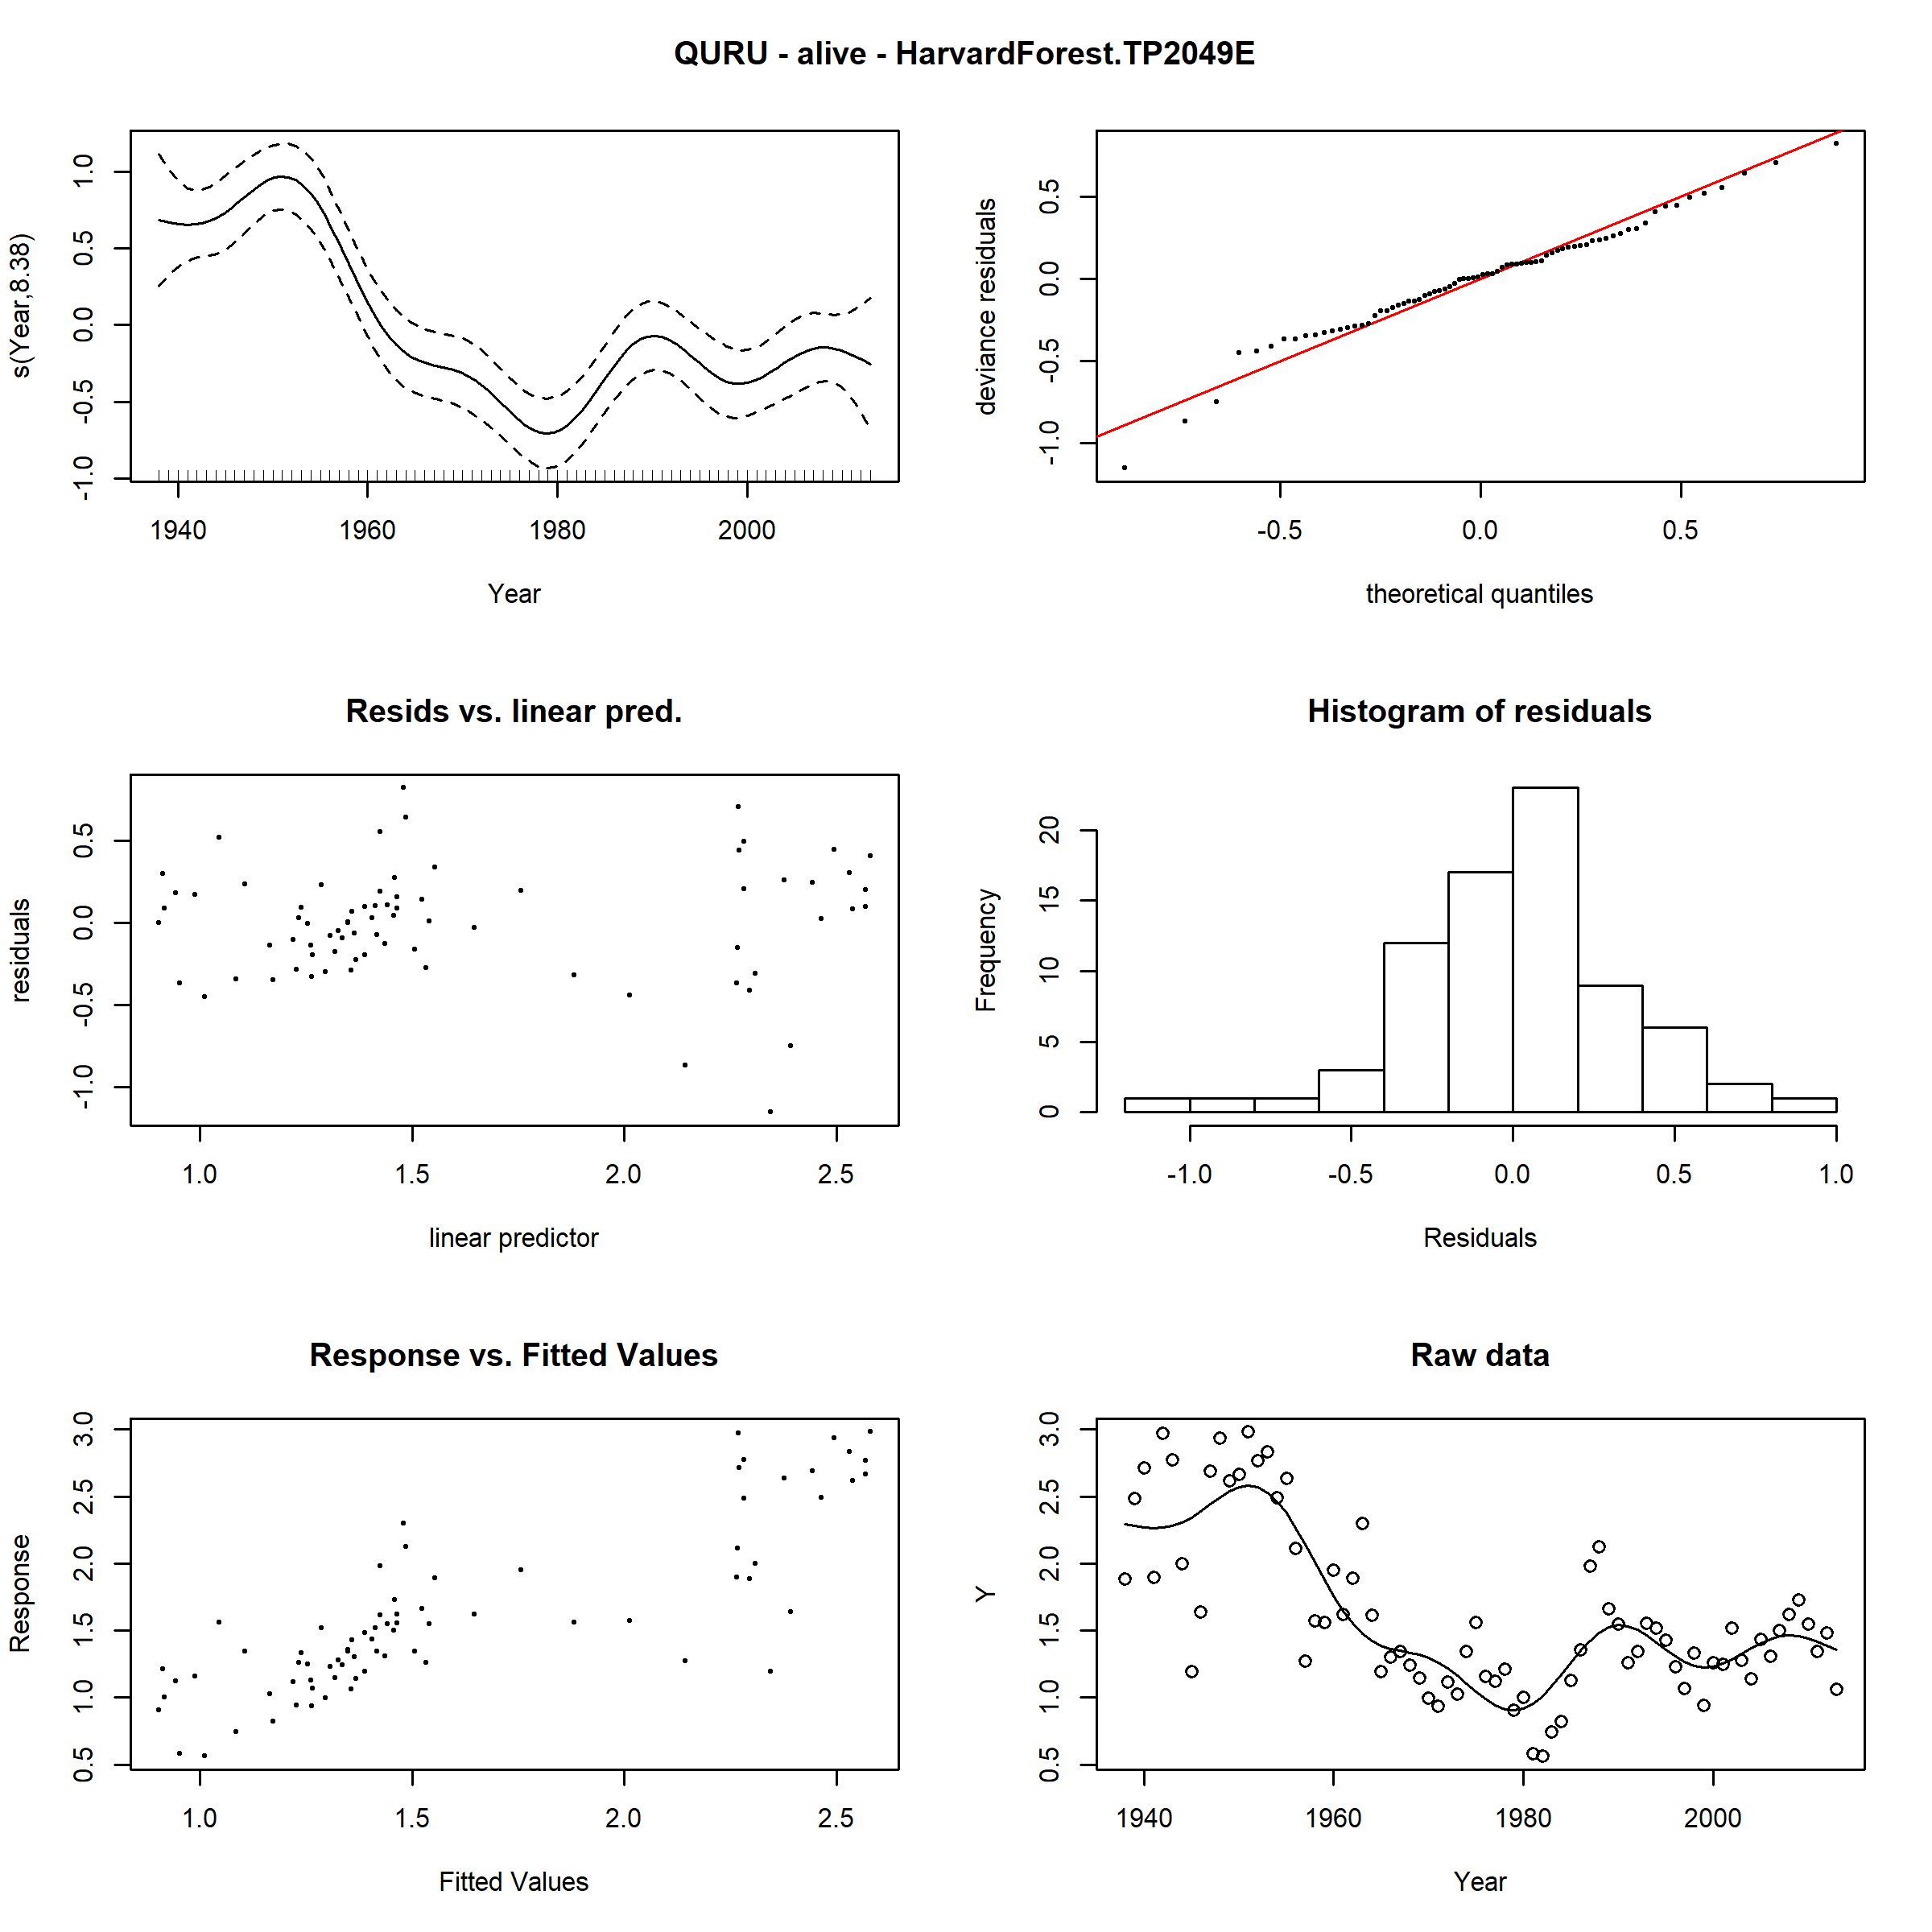 QURU - alive - HarvardForest.TP2049E
s(Year,8.38)
-1.0 -0.5 0.0 0.5 1.0
1940 1960 1980 2000
Year
deviance residuals
-1.0 -0.5 0.0 0.5
-0.5 0.0 0.5
theoretical quantiles
Resids vs. linear pred.
residuals
-1.0 -0.5 0.0 0.5
1.0 1.5 2.0 2.5
linear predictor
Histogram of residuals
Frequency
0 5 10 15 20
-1.0 -0.5 0.0 0.5 1.0
Residuals
Response vs. Fitted Values
Response
0.5 1.0 1.5 2.0 2.5 3.0
1.0 1.5 2.0 2.5
Fitted Values
Raw data
Y
0.5 1.0 1.5 2.0 2.5 3.0
1940 1960 1980 2000
Year